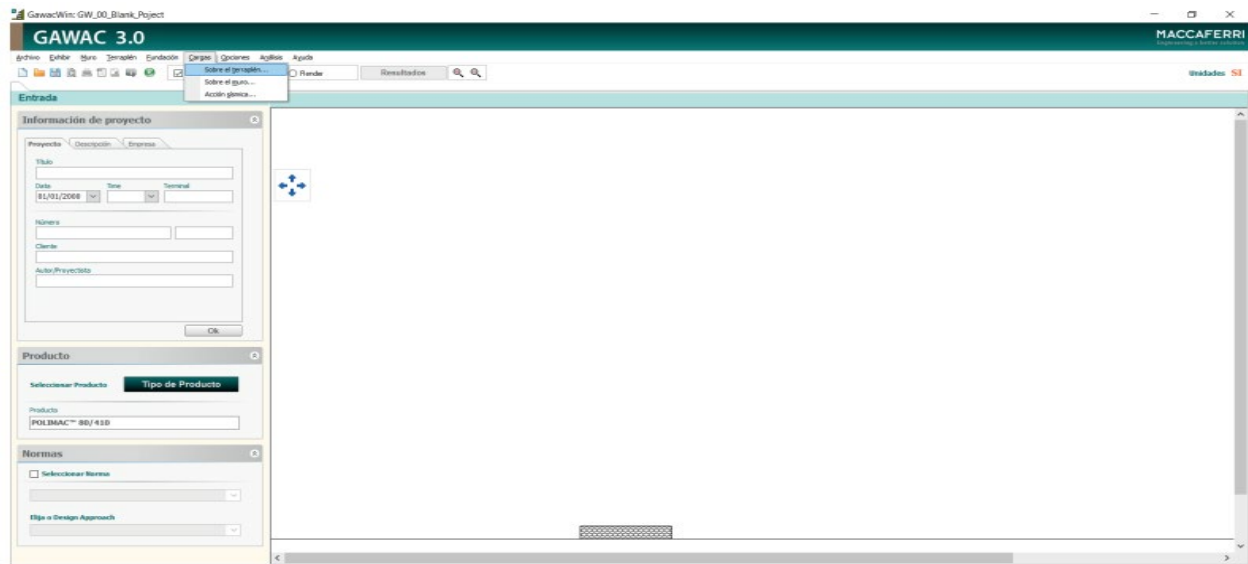 GawacWin: GW_00_Blank_Poject
GAWAC 3.0
MACCAFERRI
Archivo Exhibir Muro Terraplén Fundación Cargas Opciones Análisis Ayuda
Sobre el terraplén...
Sobre el muro...
Acción sísmica...
Render
Resultados
Unidades SI
Entrada
Información de proyecto
Proyecto Descripción Empresa
Título
Data Time Terminal
01/01/2008
Número
Cliente
Autor/Proyectista
Ok
Producto
Seleccionar Producto Tipo de Producto
Producto
POLIMAC™ 80/410
Normas
Seleccionar Norma
Elija o Design Approach